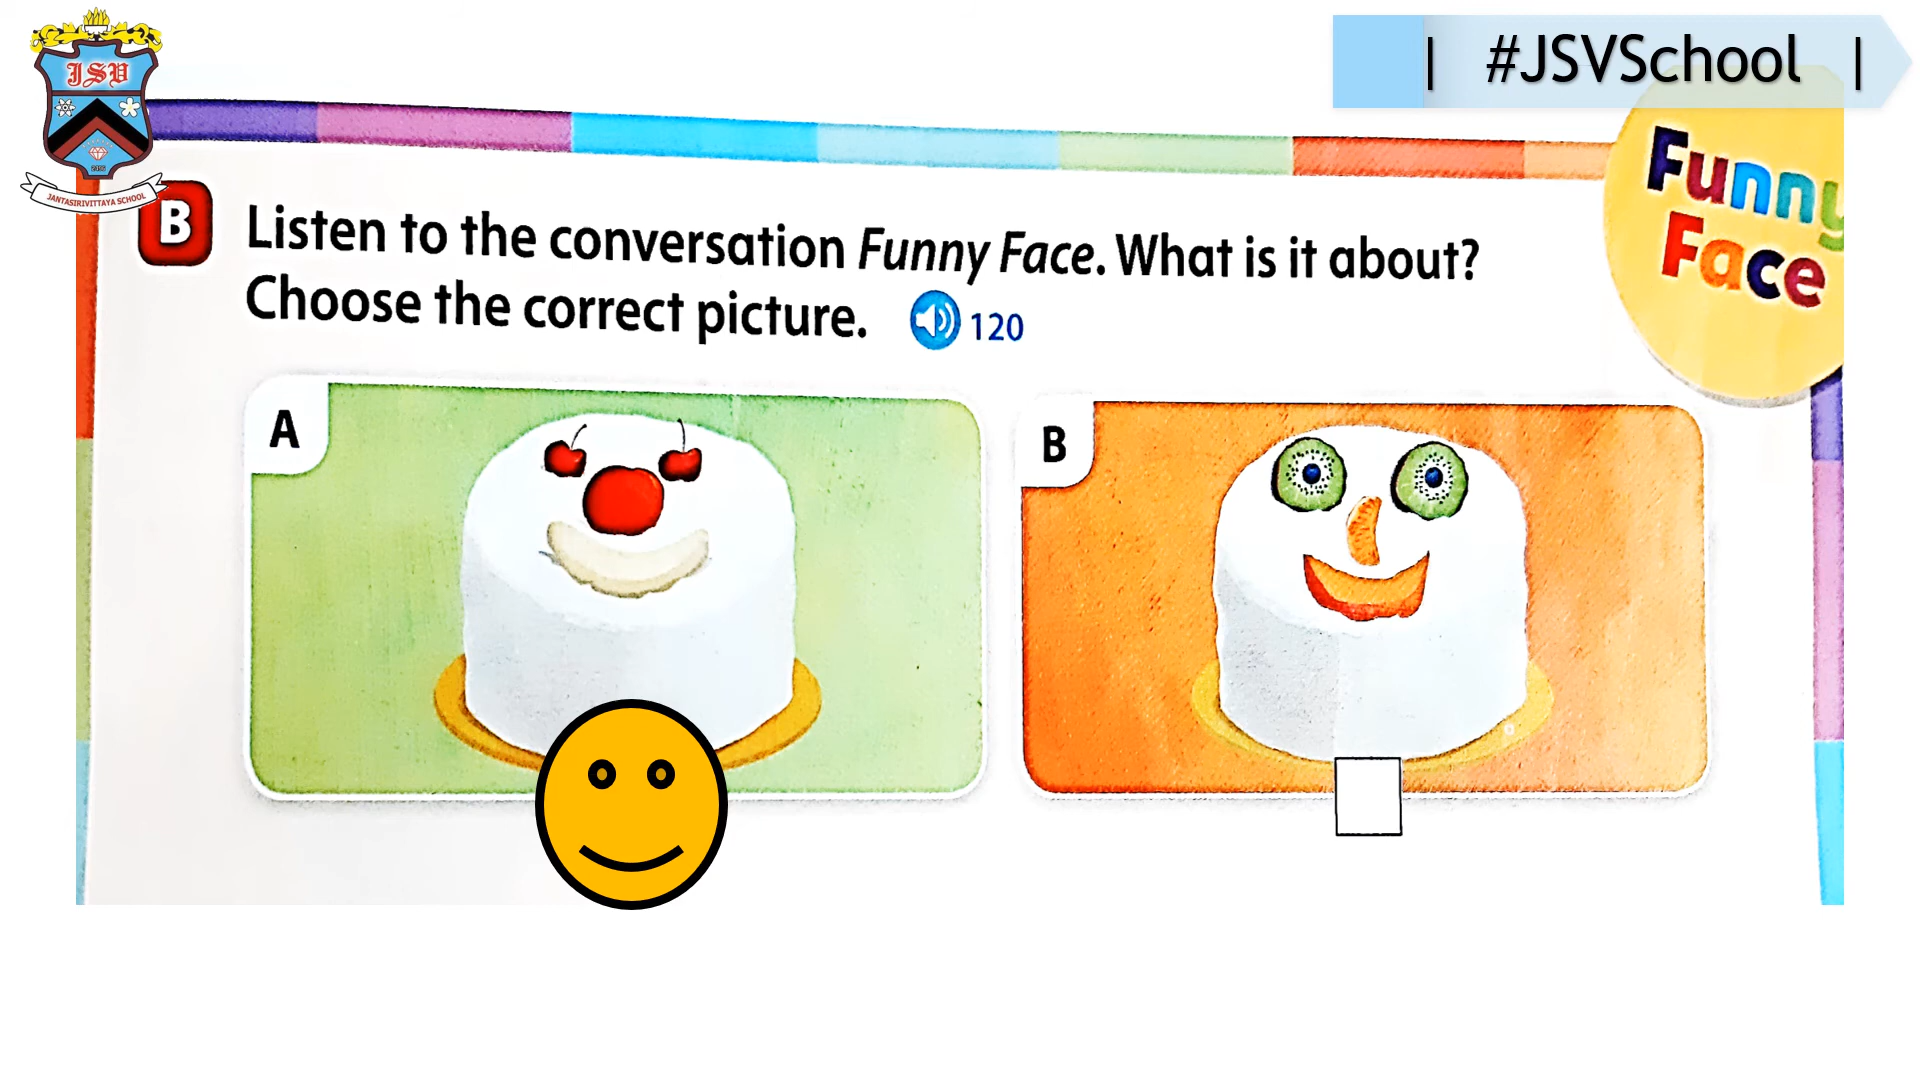 JSV
2495
JANTASIRIVITTAYA SCHOOL
| #JSVSchool |
Funny
Face
B Listen to the conversation Funny Face. What is it about?
Choose the correct picture. 120
A
B